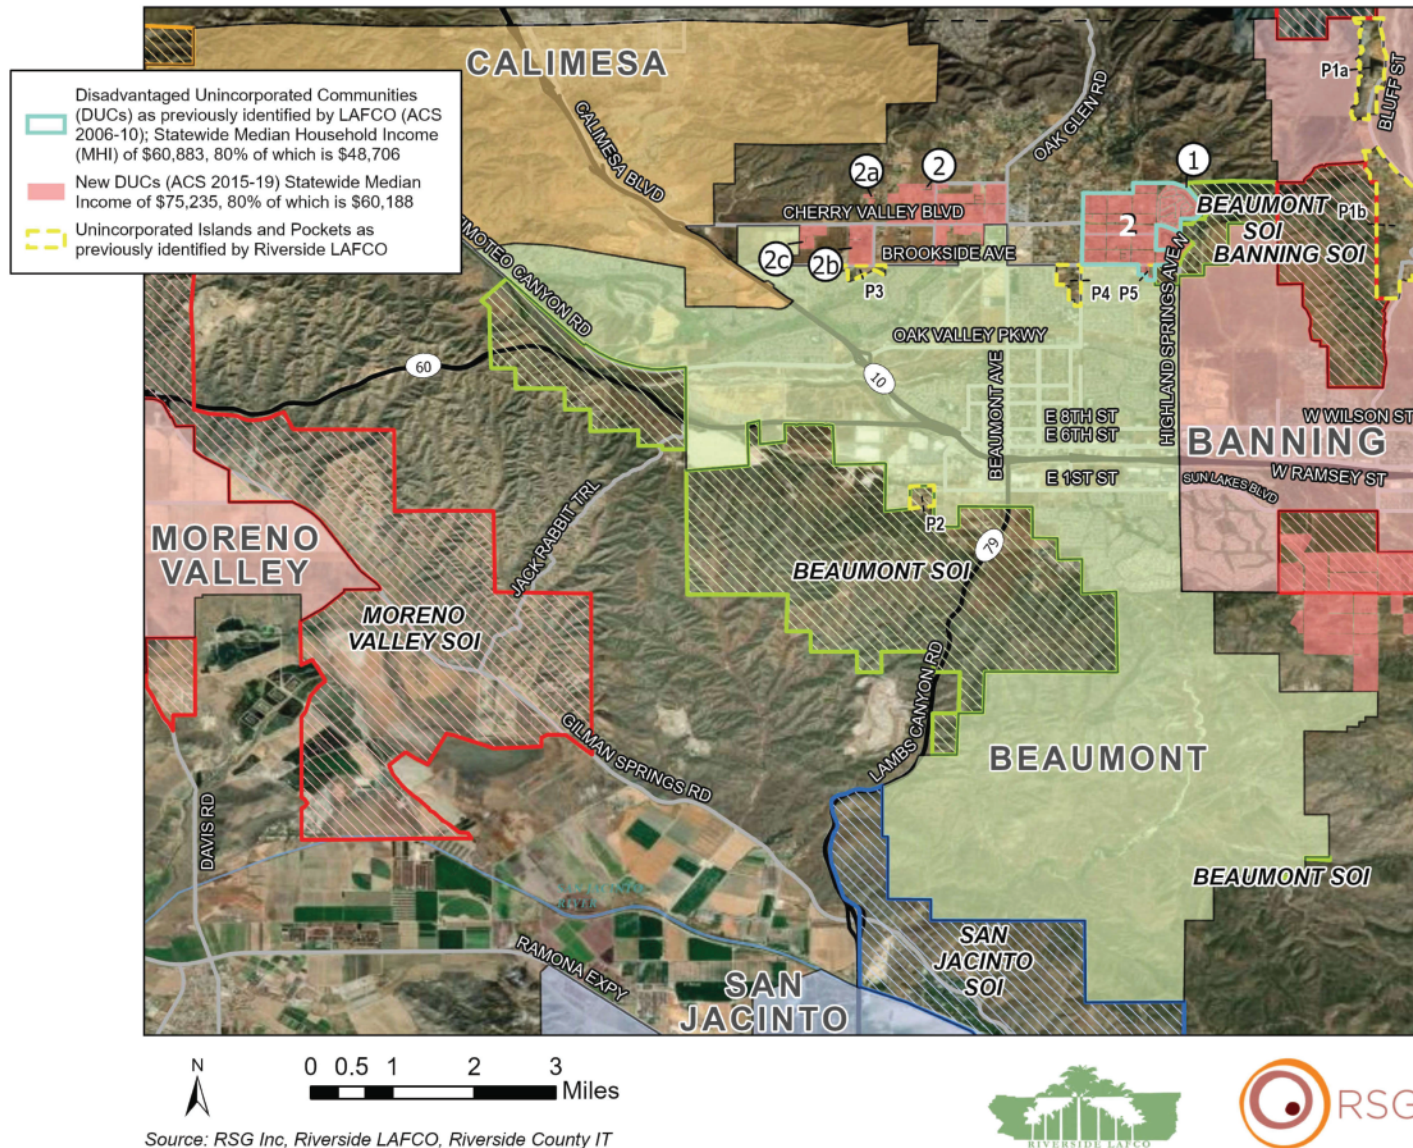 CALIMESA
Disadvantaged Unincorporated Communities
(DUCs) as previously identified by LAFCO (ACS
2006-10); Statewide Median Household Income
(MHI) of $60,883, 80% of which is $48,706
New DUCs (ACS 2015-19) Statewide Median
Income of $75,235, 80% of which is $60,188
Unincorporated Islands and Pockets as
previously identified by Riverside LAFCO
CALIMESA BLVD
OAK GLEN RD
P1a
BLUFF ST
2a
2
1
CHERRY VALLEY BLVD
2
BEAUMONT
SOI
BANNING SOI
P1b
2c
2b
BROOKSIDE AVE
P3
P4
P5
IMOTEO CANYON RD
HIGHLAND SPRINGS AVE N
OAK VALLEY PKWY
60
10
BEAUMONT AVE
E 8TH ST
E 6TH ST
W WILSON ST
BANNING
E 1ST ST
W RAMSEY ST
SUN LAKES BLVD
P2
79
JACK RABBIT TRL
MORENO
VALLEY
BEAUMONT SOI
MORENO
VALLEY SOI
LAMBS CANYON RD
GILMAN SPRINGS RD
BEAUMONT
DAVIS RD
BEAUMONT SOI
RIVER
RAMONA EXPY
SAN
JACINTO
SOI
SAN
JACINTO
N
0 0.5 1 2 3
Miles
Source: RSG Inc, Riverside LAFCO, Riverside County IT
RIVERSIDE LAFCO
RSG